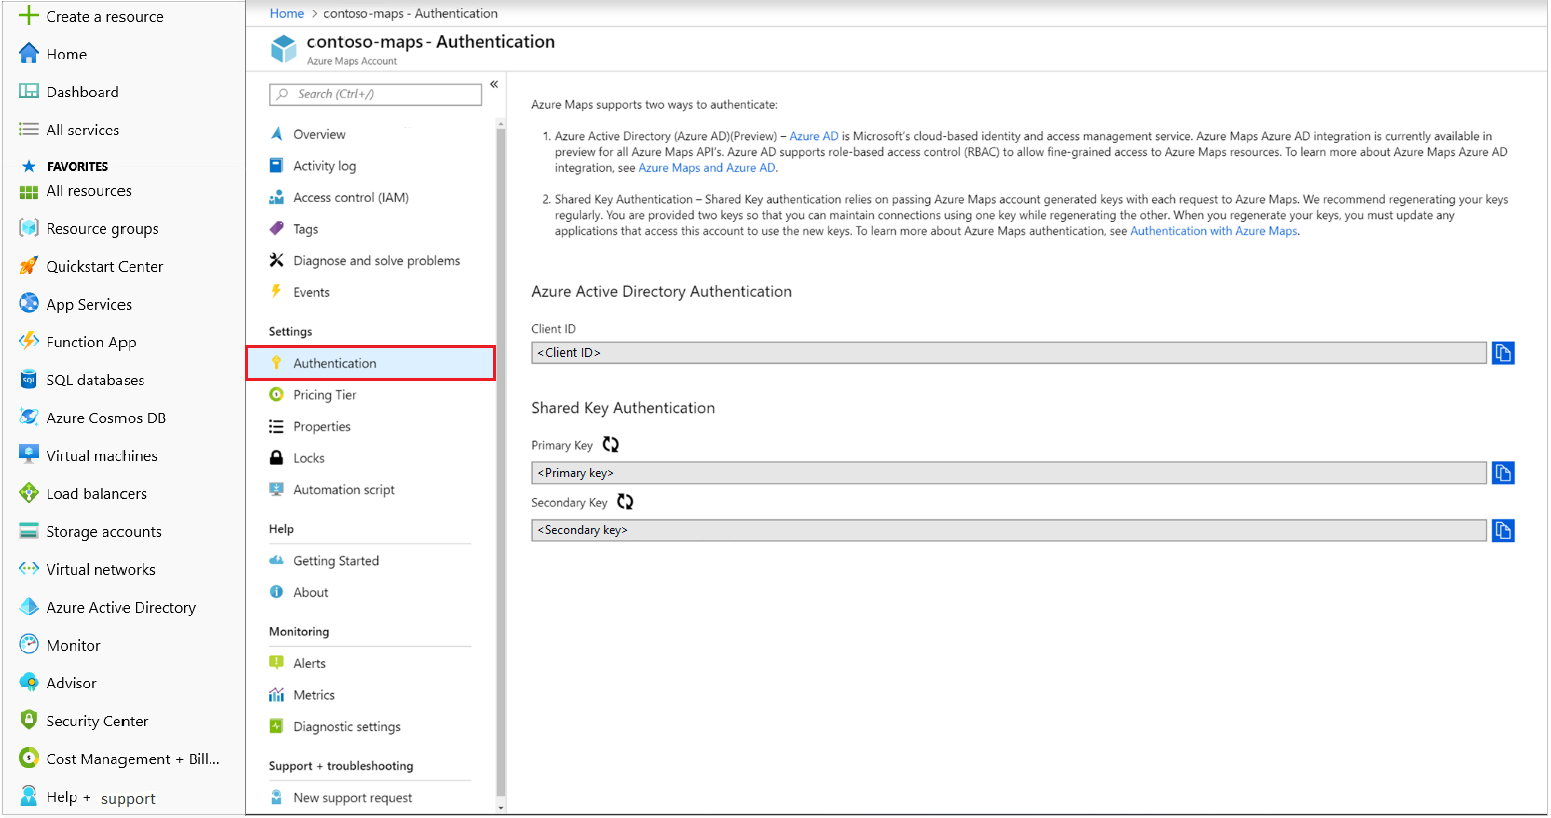 Create a resource
Home
Dashboard
All services
FAVORITES
All resources
Resource groups
Quickstart Center
App Services
Function App
SQL databases
Azure Cosmos DB
Virtual machines
Load balancers
Storage accounts
Virtual networks
Azure Active Directory
Monitor
Advisor
Security Center
Cost Management + Bill...
Help + support
Home > contoso-maps - Authentication
contoso-maps - Authentication
Azure Maps Account
Search (Ctrl+/)
«
Overview
Activity log
Access control (IAM)
Tags
Diagnose and solve problems
Events
Settings
Authentication
Pricing Tier
Properties
Locks
Automation script
Help
Getting Started
About
Monitoring
Alerts
Metrics
Diagnostic settings
Support + troubleshooting
New support request
Azure Maps supports two ways to authenticate:
1. Azure Active Directory (Azure AD)(Preview) – Azure AD is Microsoft's cloud-based identity and access management service. Azure Maps Azure AD integration is currently available in
preview for all Azure Maps API's. Azure AD supports role-based access control (RBAC) to allow fine-grained access to Azure Maps resources. To learn more about Azure Maps Azure AD
integration, see Azure Maps and Azure AD.
2. Shared Key Authentication – Shared Key authentication relies on passing Azure Maps account generated keys with each request to Azure Maps. We recommend regenerating your keys
regularly. You are provided two keys so that you can maintain connections using one key while regenerating the other. When you regenerate your keys, you must update any
applications that access this account to use the new keys. To learn more about Azure Maps authentication, see Authentication with Azure Maps.
Azure Active Directory Authentication
Client ID
<Client ID>
Shared Key Authentication
Primary Key
<Primary key>
Secondary Key
<Secondary key>